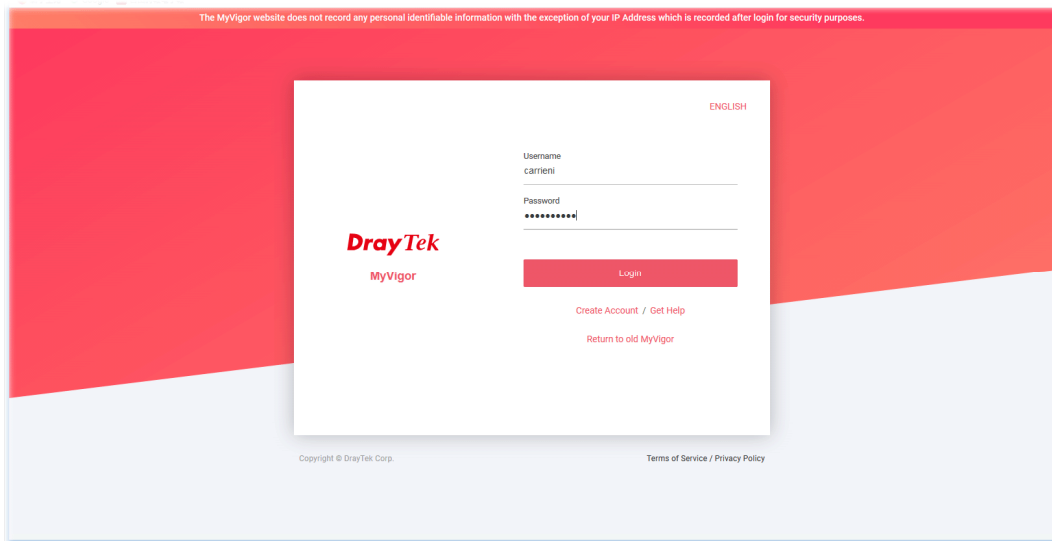 The MyVigor website does not record any personal identifiable information with the exception of your IP Address which is recorded after login for security purposes.
ENGLISH
Username
carrieni
Password
••••••••••
DrayTek
MyVigor
Login
Create Account / Get Help
Return to old MyVigor
Copyright © DrayTek Corp.
Terms of Service / Privacy Policy